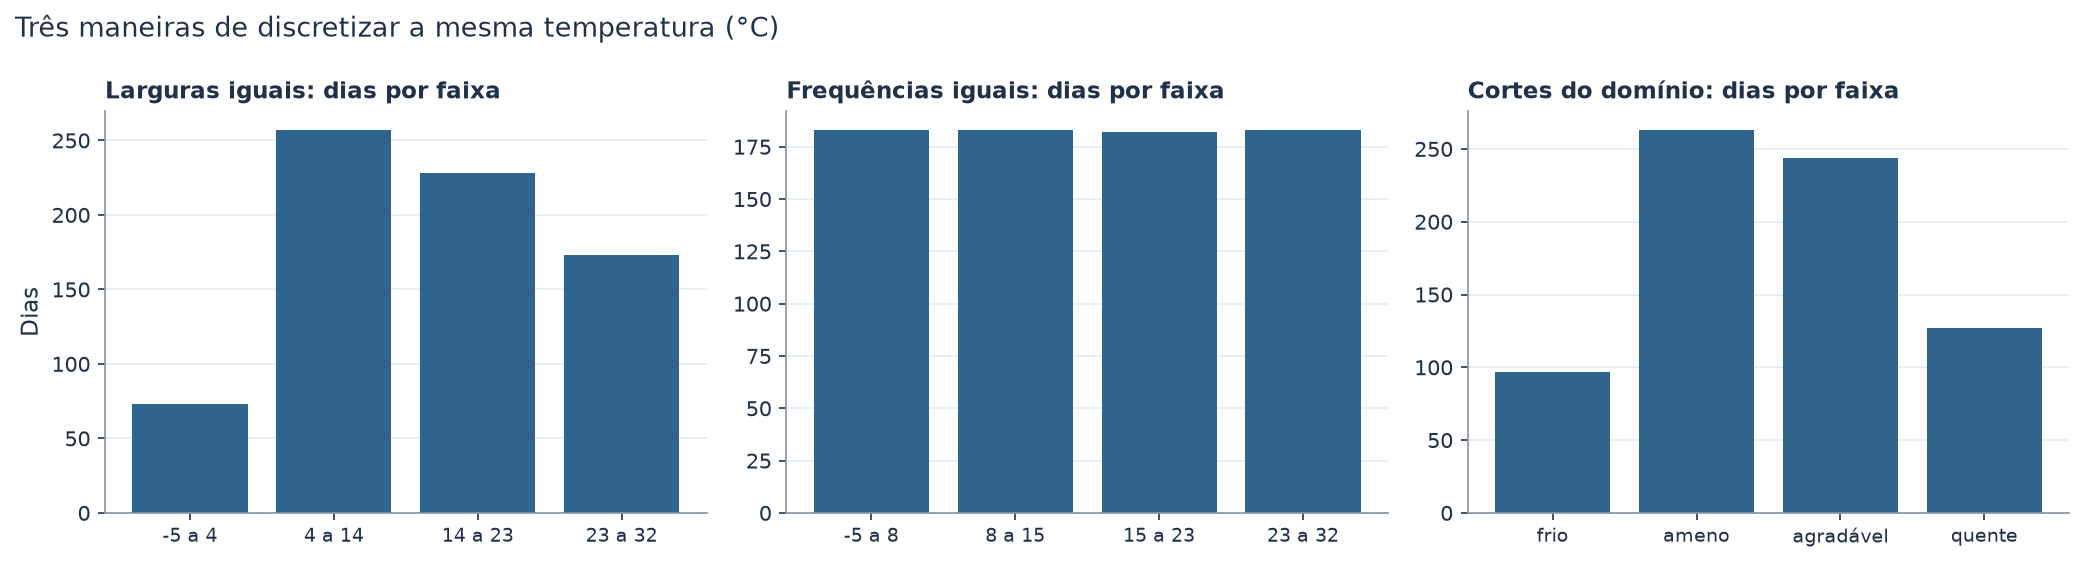 Três maneiras de discretizar a mesma temperatura (°C)
Larguras iguais: dias por faixa
Dias
250
200
150
100
50
0
-5 a 4
4 a 14
14 a 23
23 a 32
Frequências iguais: dias por faixa
175
150
125
100
75
50
25
0
-5 a 8
8 a 15
15 a 23
23 a 32
Cortes do domínio: dias por faixa
250
200
150
100
50
0
frio
ameno
agradável
quente